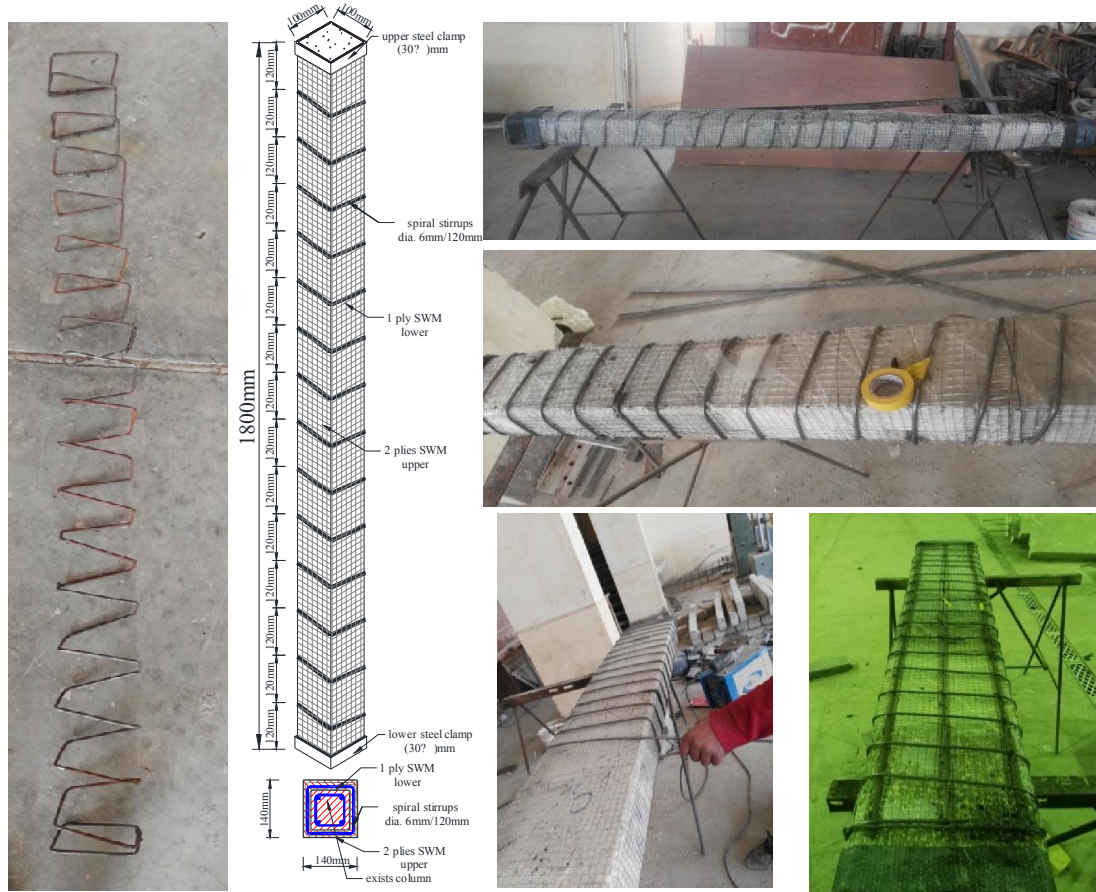 100mm
100mm
upper steel clamp
(30? )mm
120mm
120mm
120mm
120mm
spiral stirrups
dia. 6mm/120mm
120mm
120mm
1 ply SWM
lower
120mm
1800mm
120mm
120mm
2 plies SWM
upper
120mm
120mm
120mm
120mm
120mm
120mm
lower steel clamp
(30? )mm
1 ply SWM
lower
140mm
spiral stirrups
dia. 6mm/120mm
140mm
2 plies SWM
upper
exists column